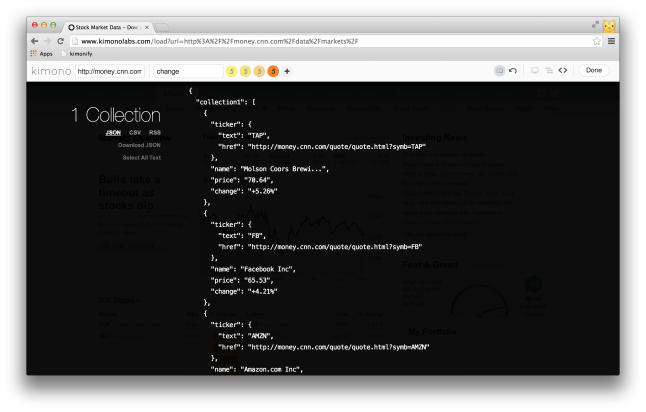 Stock Market Data - Dow
www.kimonolabs.com/load?url=http%3A%2F%2Fmoney.cnn.com%2Fdata%2Fmarkets%2F
Apps kimonify
kimono http://money.cnn.com change 5 5 5 5 + Done
1 Collection
JSON CSV RSS
Download JSON
Select All Text
{
"collection1": [
{
"ticker": {
"text": "TAP",
"href": "http://money.cnn.com/quote/quote.html?symb=TAP"
},
"name": "Molson Coors Brewi...",
"price": "70.64",
"change": "+5.26%"
},
{
"ticker": {
"text": "FB",
"href": "http://money.cnn.com/quote/quote.html?symb=FB"
},
"name": "Facebook Inc",
"price": "65.53",
"change": "+4.21%"
},
{
"ticker": {
"text": "AMZN",
"href": "http://money.cnn.com/quote/quote.html?symb=AMZN"
},
"name": "Amazon.com Inc",
Investing News
Bulls take a
timeout as
stocks dip
Fear & Greed
My Portfolio